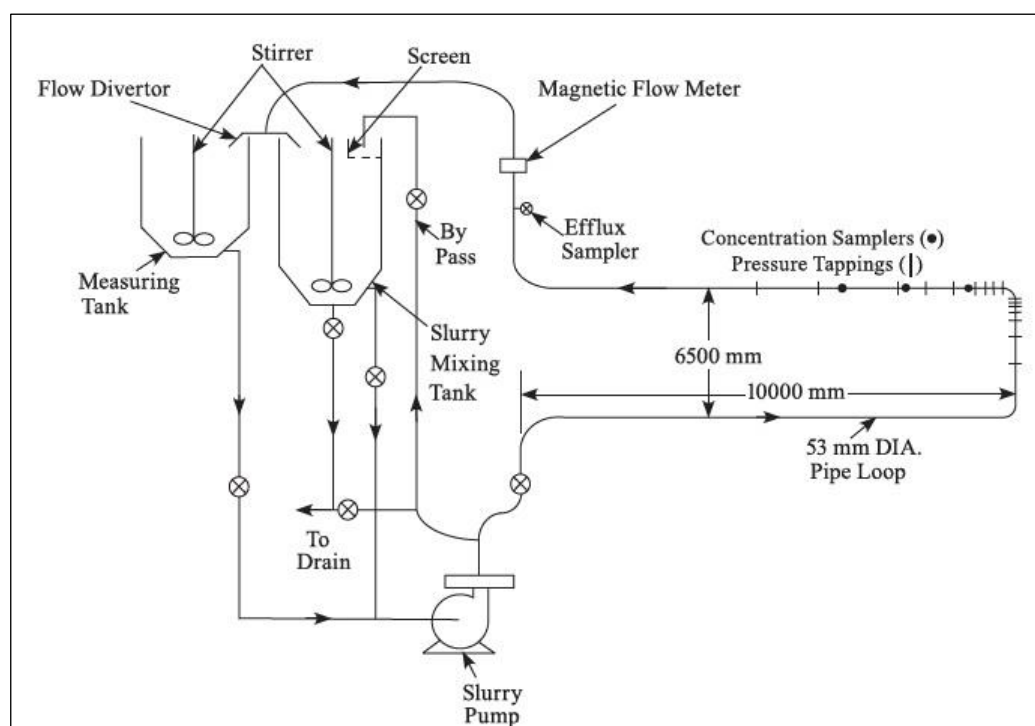 Stirrer
Screen
Flow Divertor
Magnetic Flow Meter
By
Pass
Efflux
Sampler
Concentration Samplers (●)
Pressure Tappings (|)
Measuring
Tank
Slurry
Mixing
Tank
6500 mm
10000 mm
53 mm DIA.
Pipe Loop
To
Drain
Slurry
Pump